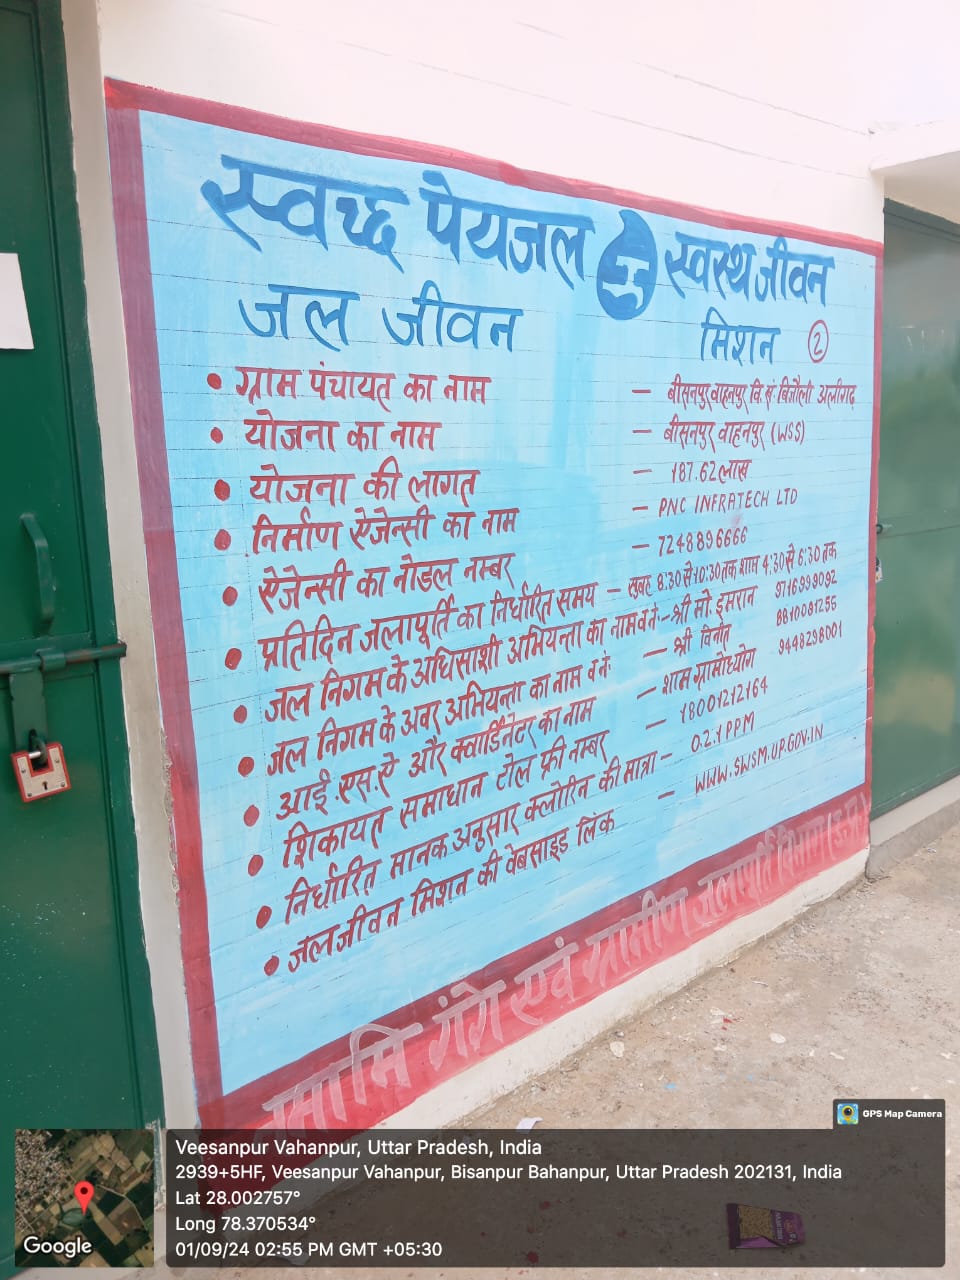 स्वच्छ पेयजल स्वस्थ जीवन
जल जीवन मिशन 2
• ग्राम पंचायत का नाम — बीसनपुर वाहनपुर वि. खं. बिजौली अलीगढ़
• योजना का नाम — बीसनपुर वाहनपुर (WSS)
• योजना की लागत — 187.62 लाख
• निर्माण ऐजेन्सी का नाम — PNC INFRATECH LTD
• ऐजेन्सी का नोडल नम्बर — 7248896666
• प्रतिदिन जलापूर्ति का निर्धारित समय — सुबह 8:30 से 10:30 तक शाम 4:30 से 6:30 तक
• जल निगम के अधिसाशी अभियन्ता का नाम व नं — श्री मो. इमरान 9716999092
• जल निगम के अवर अभियन्ता का नाम व नं — श्री विनीत 8810081255
• आई.एस.ऐ और क्वार्डिनेटर का नाम — शाम ग्रामोध्योग 9448298001
• शिकायत समाधान टोल फ्री नम्बर — 18001212164
• निर्धारित मानक अनुसार क्लोरिन की मात्रा — 0.2.1 PPM
• जल जीवन मिशन की वेबसाइड लिंक — WWW.SWSM.UP.GOV.IN
नमामि गंगे एवं ग्रामीण जलापूर्ति विभाग (उ.प्र.)
GPS Map Camera
Veesanpur Vahanpur, Uttar Pradesh, India
2939+5HF, Veesanpur Vahanpur, Bisanpur Bahanpur, Uttar Pradesh 202131, India
Lat 28.002757°
Long 78.370534°
01/09/24 02:55 PM GMT +05:30
Google